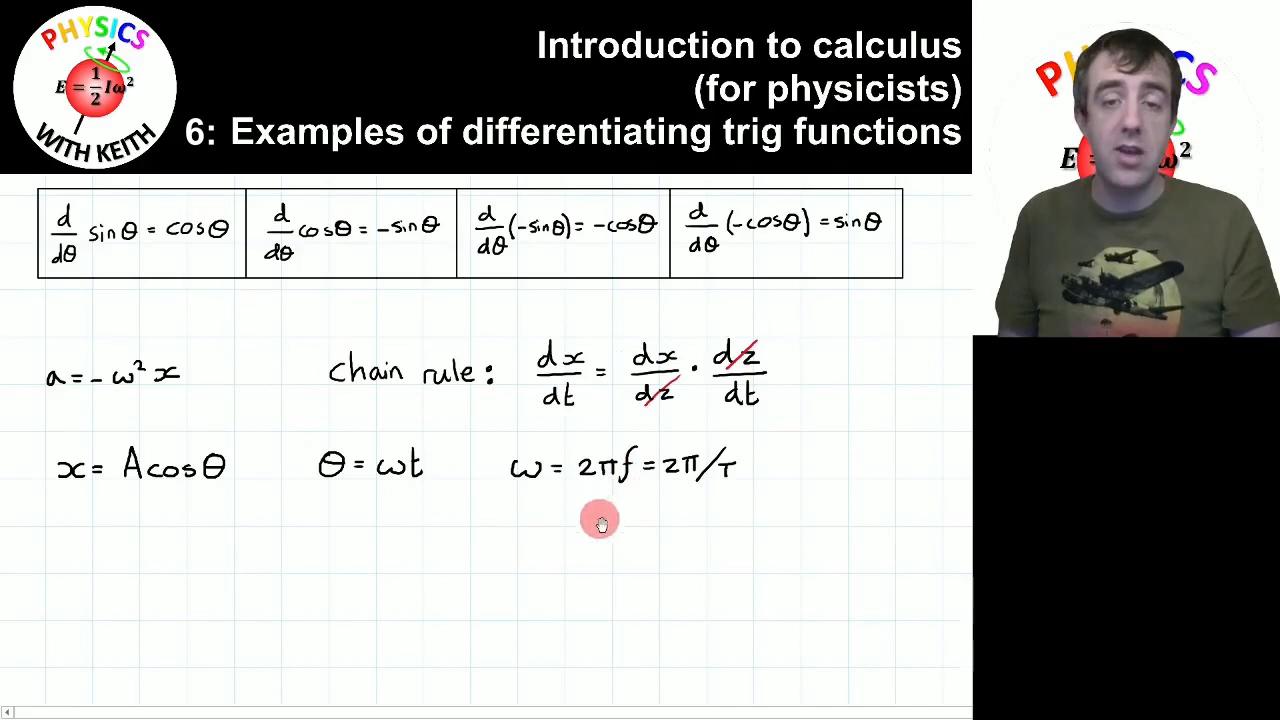 PHYSICS
E = 1/2 Iω²
WITH KEITH
Introduction to calculus
(for physicists)
6: Examples of differentiating trig functions
d/dθ sinθ = cosθ
d/dθ cosθ = -sinθ
d/dθ (-sinθ) = -cosθ
d/dθ (-cosθ) = sinθ
a = -ω²x
Chain rule: dx/dt = dx/dz · dz/dt
x = A cosθ
θ = ωt
ω = 2πf = 2π/T